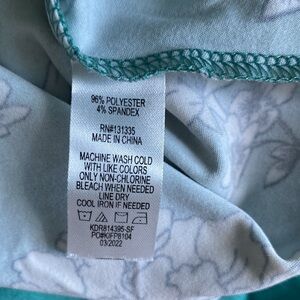 96% POLYESTER
4% SPANDEX
RN#131335
MADE IN CHINA
MACHINE WASH COLD
WITH LIKE COLORS
ONLY NON-CHLORINE
BLEACH WHEN NEEDED
LINE DRY
COOL IRON IF NEEDED
KDR814395-SF
PO#KIFP8104
03/2022